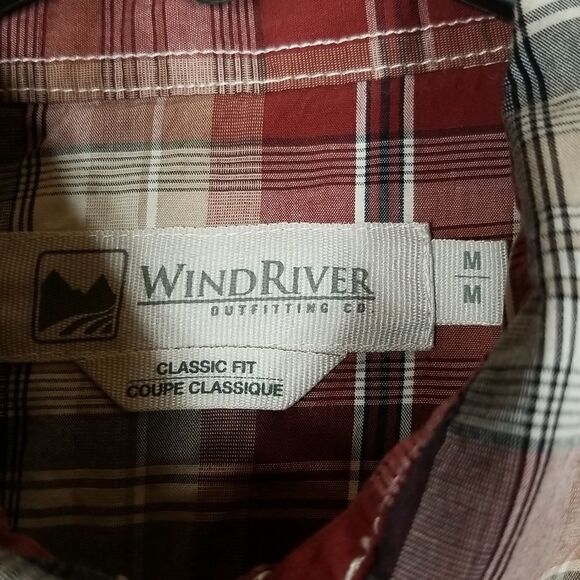 WINDRIVER
OUTFITTING CO
CLASSIC FIT
COUPE CLASSIQUE
M
M